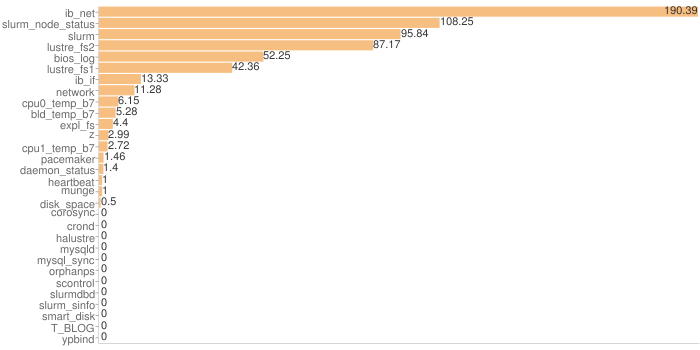 ib_net 190.39
slurm_node_status 108.25
slurm 95.84
lustre_fs2 87.17
bios_log 52.25
lustre_fs1 42.36
ib_if 13.33
network 11.28
cpu0_temp_b7 6.15
bld_temp_b7 5.28
expl_fs 4.4
z 2.99
cpu1_temp_b7 2.72
pacemaker 1.46
daemon_status 1.4
heartbeat 1
munge 1
disk_space 0.5
corosync 0
crond 0
halustre 0
mysqld 0
mysql_sync 0
orphanps 0
scontrol 0
slurmdbd 0
slurm_sinfo 0
smart_disk 0
T_BLOG 0
ypbind 0